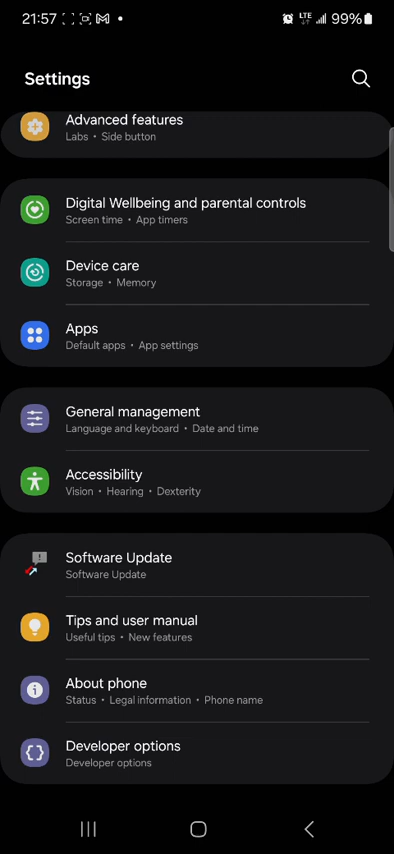 21:57 LTE 99%
Settings
Advanced features
Labs • Side button
Digital Wellbeing and parental controls
Screen time • App timers
Device care
Storage • Memory
Apps
Default apps • App settings
General management
Language and keyboard • Date and time
Accessibility
Vision • Hearing • Dexterity
Software Update
Software Update
Tips and user manual
Useful tips • New features
About phone
Status • Legal information • Phone name
Developer options
Developer options